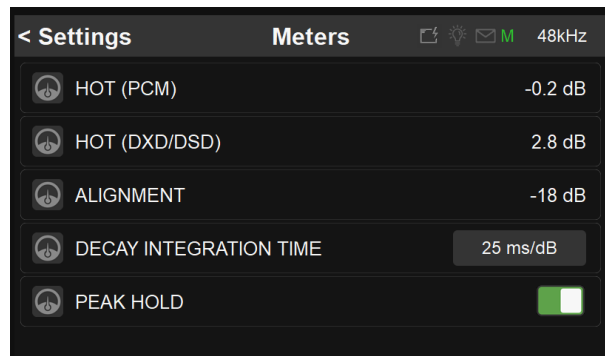 < Settings Meters M 48kHz
HOT (PCM) -0.2 dB
HOT (DXD/DSD) 2.8 dB
ALIGNMENT -18 dB
DECAY INTEGRATION TIME 25 ms/dB
PEAK HOLD